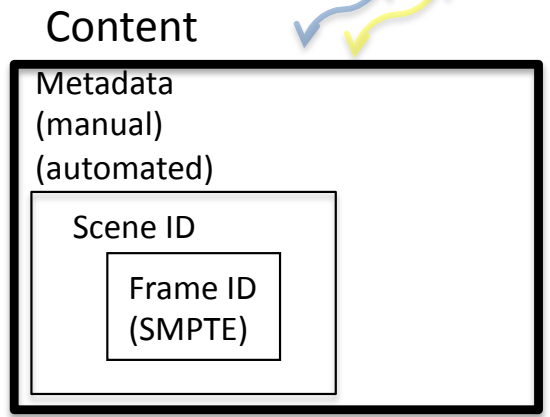 Content
Metadata
(manual)
(automated)
Scene ID
Frame ID
(SMPTE)